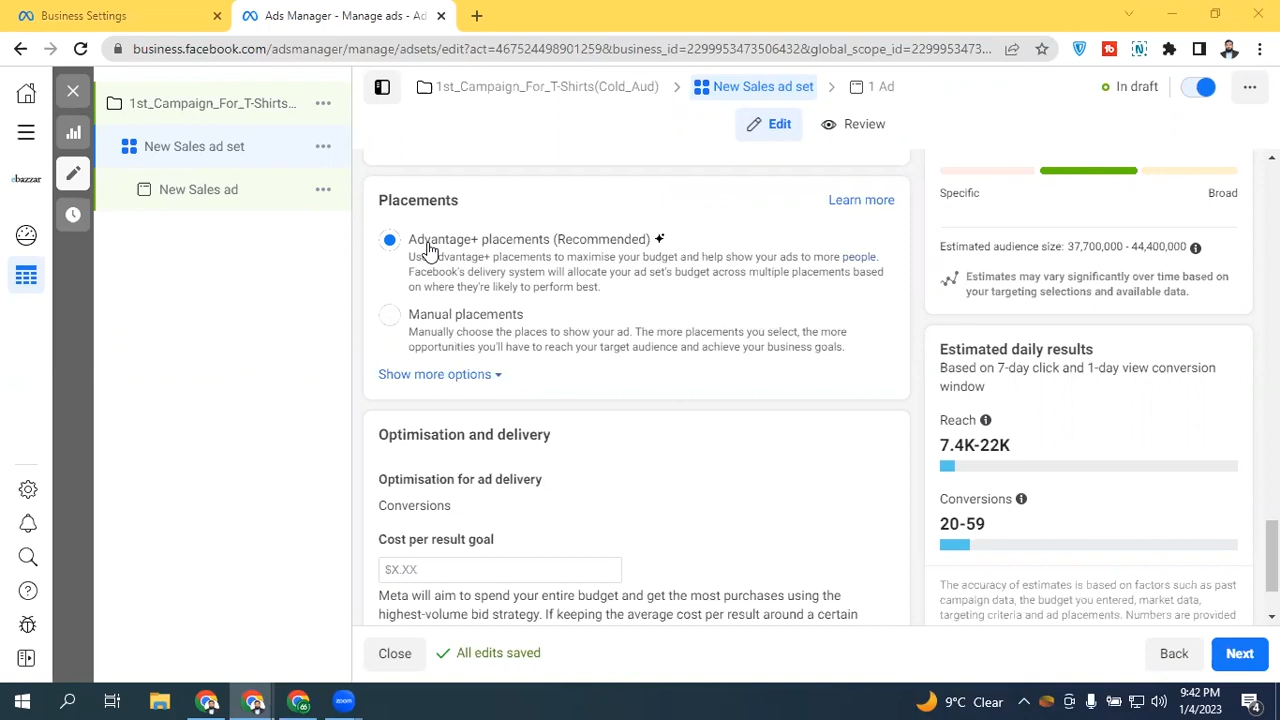 Business Settings
Ads Manager - Manage ads - Ad
business.facebook.com/adsmanager/manage/adsets/edit?act=467524498901259&business_id=2299953473506432&global_scope_id=2299953473...
1st_Campaign_For_T-Shirts...
New Sales ad set
New Sales ad
ebazzar
1st_Campaign_For_T-Shirts(Cold_Aud)
New Sales ad set
1 Ad
In draft
Edit
Review
Placements
Learn more
Advantage+ placements (Recommended)
Use Advantage+ placements to maximise your budget and help show your ads to more people.
Facebook's delivery system will allocate your ad set's budget across multiple placements based
on where they're likely to perform best.
Manual placements
Manually choose the places to show your ad. The more placements you select, the more
opportunities you'll have to reach your target audience and achieve your business goals.
Show more options
Optimisation and delivery
Optimisation for ad delivery
Conversions
Cost per result goal
$X.XX
Meta will aim to spend your entire budget and get the most purchases using the
highest-volume bid strategy. If keeping the average cost per result around a certain
Specific
Broad
Estimated audience size: 37,700,000 - 44,400,000
Estimates may vary significantly over time based on
your targeting selections and available data.
Estimated daily results
Based on 7-day click and 1-day view conversion
window
Reach
7.4K-22K
Conversions
20-59
The accuracy of estimates is based on factors such as past
campaign data, the budget you entered, market data,
targeting criteria and ad placements. Numbers are provided
Close
All edits saved
Back
Next
zoom
9°C Clear
9:42 PM
1/4/2023
4